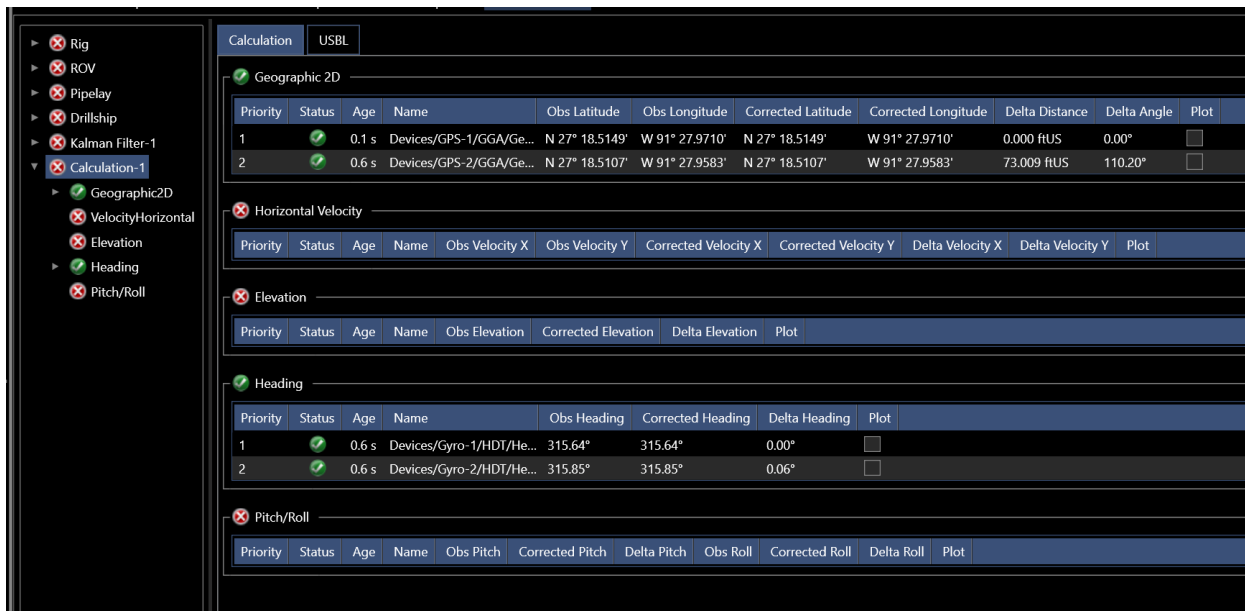 Rig
ROV
Pipelay
Drillship
Kalman Filter-1
Calculation-1
Geographic2D
VelocityHorizontal
Elevation
Heading
Pitch/Roll
Calculation USBL
Geographic 2D
Priority Status Age Name Obs Latitude Obs Longitude Corrected Latitude Corrected Longitude Delta Distance Delta Angle Plot
1 0.1 s Devices/GPS-1/GGA/Ge... N 27° 18.5149' W 91° 27.9710' N 27° 18.5149' W 91° 27.9710' 0.000 ftUS 0.00°
2 0.6 s Devices/GPS-2/GGA/Ge... N 27° 18.5107' W 91° 27.9583' N 27° 18.5107' W 91° 27.9583' 73.009 ftUS 110.20°
Horizontal Velocity
Priority Status Age Name Obs Velocity X Obs Velocity Y Corrected Velocity X Corrected Velocity Y Delta Velocity X Delta Velocity Y Plot
Elevation
Priority Status Age Name Obs Elevation Corrected Elevation Delta Elevation Plot
Heading
Priority Status Age Name Obs Heading Corrected Heading Delta Heading Plot
1 0.6 s Devices/Gyro-1/HDT/He... 315.64° 315.64° 0.00°
2 0.6 s Devices/Gyro-2/HDT/He... 315.85° 315.85° 0.06°
Pitch/Roll
Priority Status Age Name Obs Pitch Corrected Pitch Delta Pitch Obs Roll Corrected Roll Delta Roll Plot